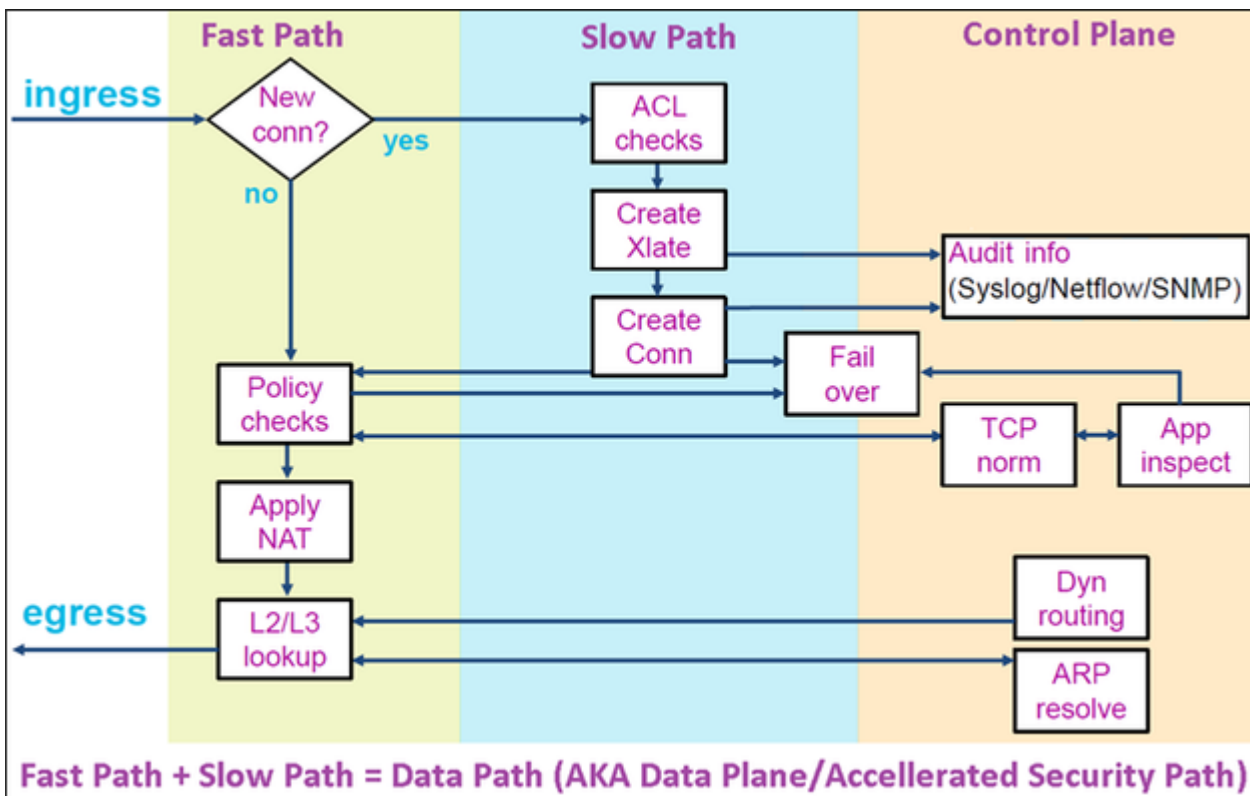 Fast Path
Slow Path
Control Plane
ingress
New
conn?
yes
no
ACL
checks
Create
Xlate
Audit info
(Syslog/Netflow/SNMP)
Create
Conn
Fail
over
Policy
checks
TCP
norm
App
inspect
Apply
NAT
Dyn
routing
egress
L2/L3
lookup
ARP
resolve
Fast Path + Slow Path = Data Path (AKA Data Plane/Accellerated Security Path)